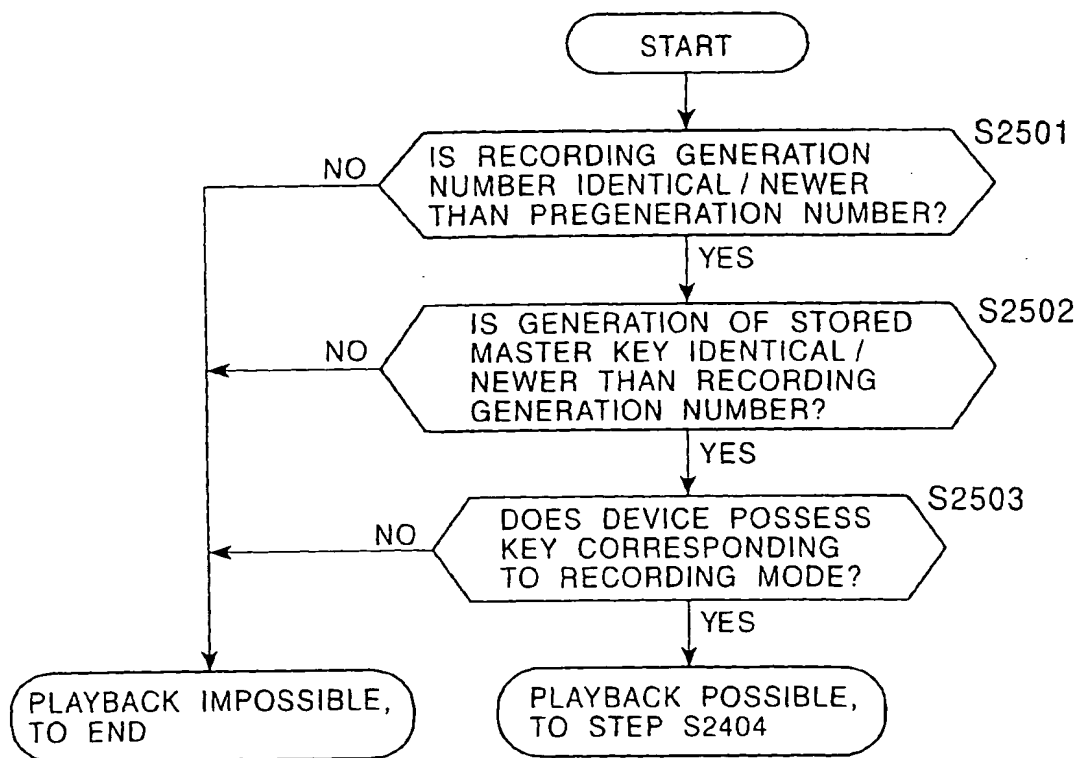 START
S2501
IS RECORDING GENERATION
NUMBER IDENTICAL / NEWER
THAN PREGENERATION NUMBER?
NO
YES
S2502
IS GENERATION OF STORED
MASTER KEY IDENTICAL /
NEWER THAN RECORDING
GENERATION NUMBER?
NO
YES
S2503
DOES DEVICE POSSESS
KEY CORRESPONDING
TO RECORDING MODE?
NO
YES
PLAYBACK IMPOSSIBLE,
TO END
PLAYBACK POSSIBLE,
TO STEP S2404